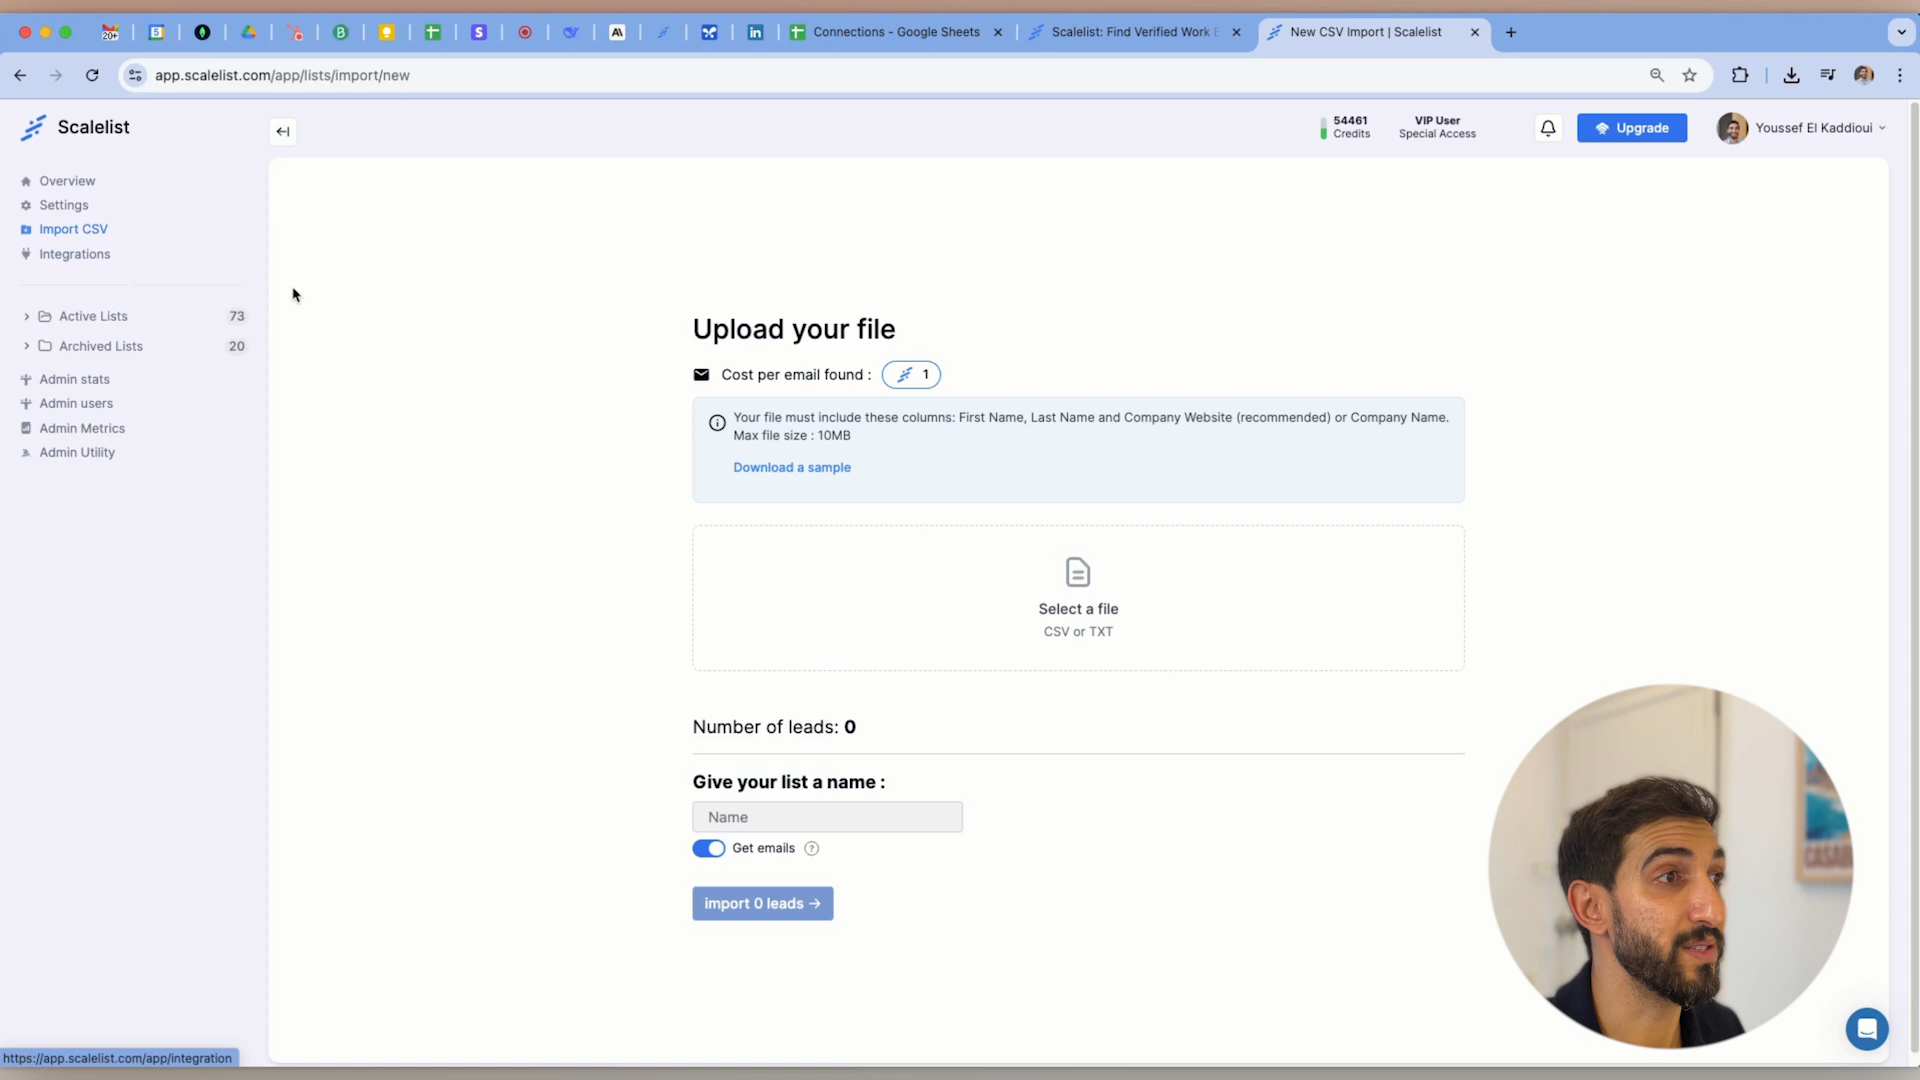 20+
5
B
S
A\
Connections - Google Sheets
Scalelist: Find Verified Work E
New CSV Import | Scalelist
app.scalelist.com/app/lists/import/new
Scalelist
54461
Credits
VIP User
Special Access
Upgrade
Youssef El Kaddioui
Overview
Settings
Import CSV
Integrations
Active Lists 73
Archived Lists 20
Admin stats
Admin users
Admin Metrics
Admin Utility
Upload your file
Cost per email found : 1
Your file must include these columns: First Name, Last Name and Company Website (recommended) or Company Name.
Max file size : 10MB
Download a sample
Select a file
CSV or TXT
Number of leads: 0
Give your list a name :
Name
Get emails ?
import 0 leads →
https://app.scalelist.com/app/integration